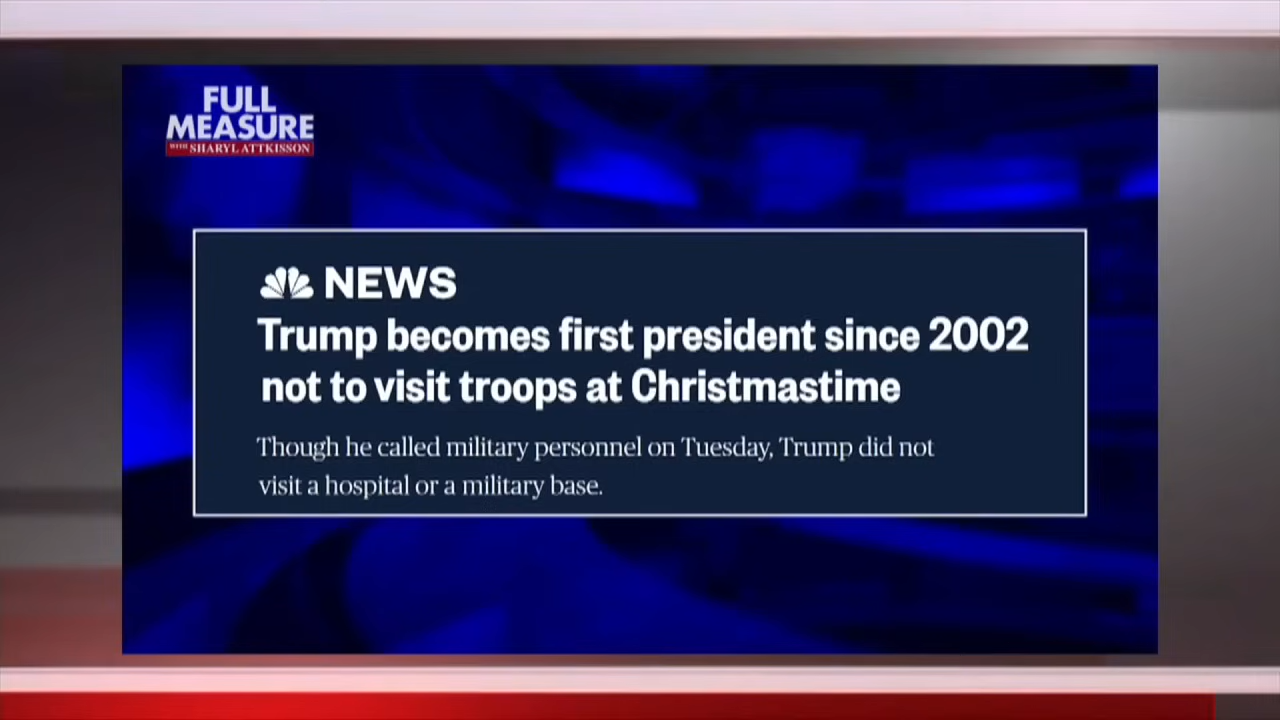 FULL
MEASURE
WITH SHARYL ATTKISSON
NEWS
Trump becomes first president since 2002
not to visit troops at Christmastime
Though he called military personnel on Tuesday, Trump did not
visit a hospital or a military base.